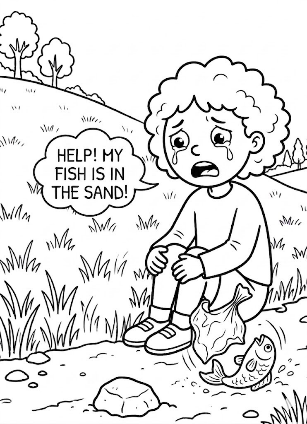 HELP! MY
FISH IS IN
THE SAND!